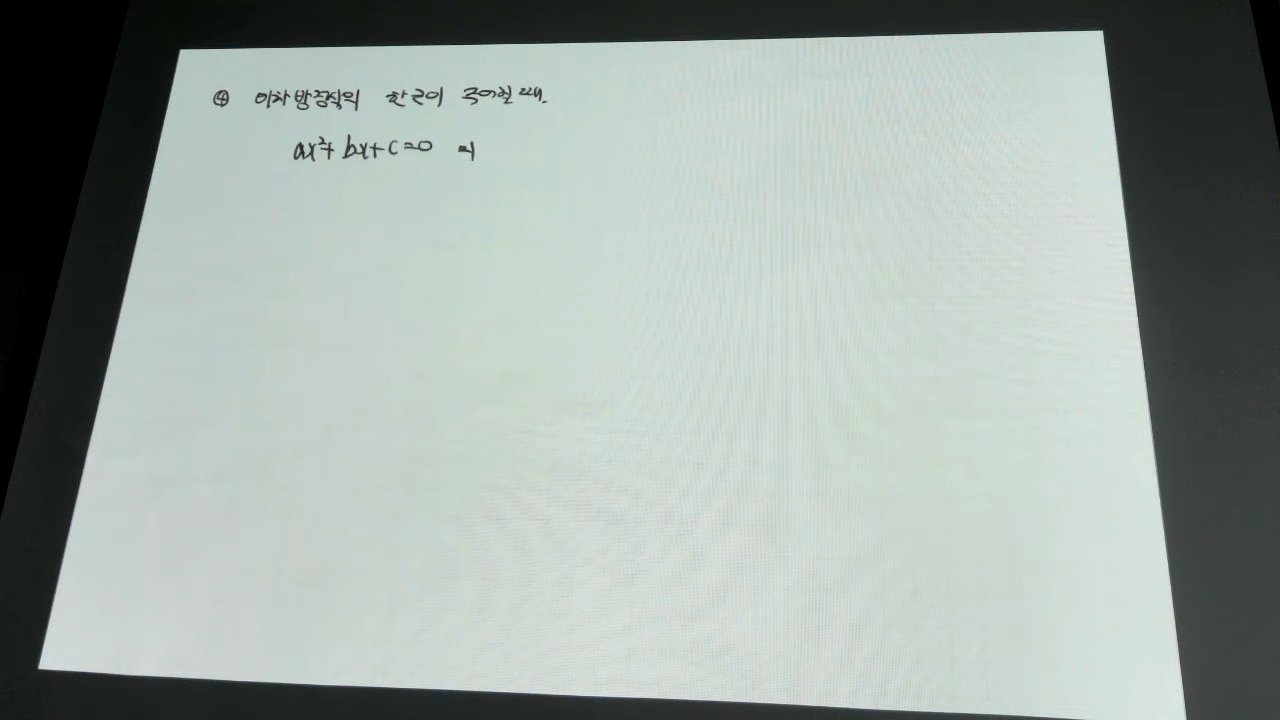 ④ 이차방정식의 한 근이 주어질 때.
ax²+bx+c=0 의